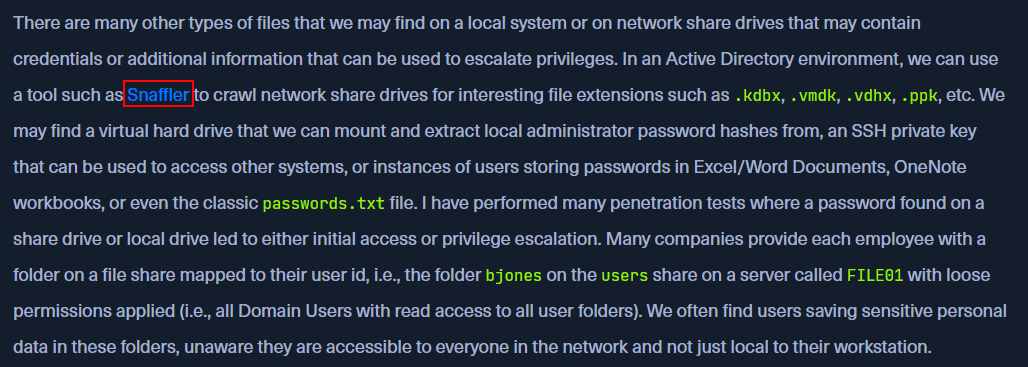 There are many other types of files that we may find on a local system or on network share drives that may contain
credentials or additional information that can be used to escalate privileges. In an Active Directory environment, we can use
a tool such as Snaffler to crawl network share drives for interesting file extensions such as .kdbx, .vmdk, .vdhx, .ppk, etc. We
may find a virtual hard drive that we can mount and extract local administrator password hashes from, an SSH private key
that can be used to access other systems, or instances of users storing passwords in Excel/Word Documents, OneNote
workbooks, or even the classic passwords.txt file. I have performed many penetration tests where a password found on a
share drive or local drive led to either initial access or privilege escalation. Many companies provide each employee with a
folder on a file share mapped to their user id, i.e., the folder bjones on the users share on a server called FILE01 with loose
permissions applied (i.e., all Domain Users with read access to all user folders). We often find users saving sensitive personal
data in these folders, unaware they are accessible to everyone in the network and not just local to their workstation.